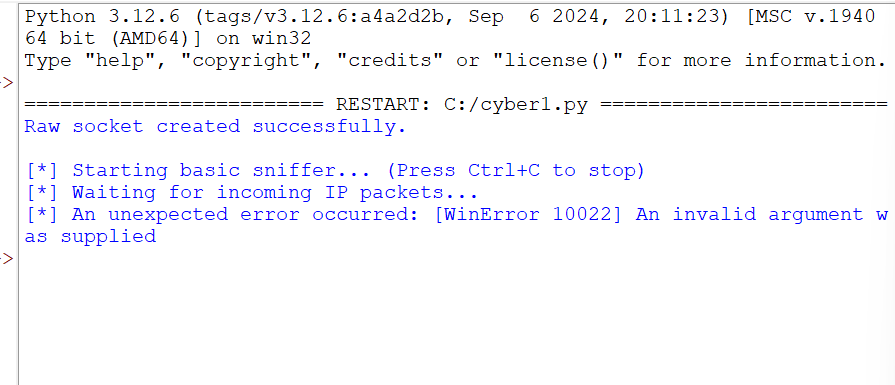 Python 3.12.6 (tags/v3.12.6:a4a2d2b, Sep  6 2024, 20:11:23) [MSC v.1940
64 bit (AMD64)] on win32
Type "help", "copyright", "credits" or "license()" for more information.
>
========================= RESTART: C:/cyber1.py ========================
Raw socket created successfully.
[*] Starting basic sniffer... (Press Ctrl+C to stop)
[*] Waiting for incoming IP packets...
[*] An unexpected error occurred: [WinError 10022] An invalid argument w
as supplied
>